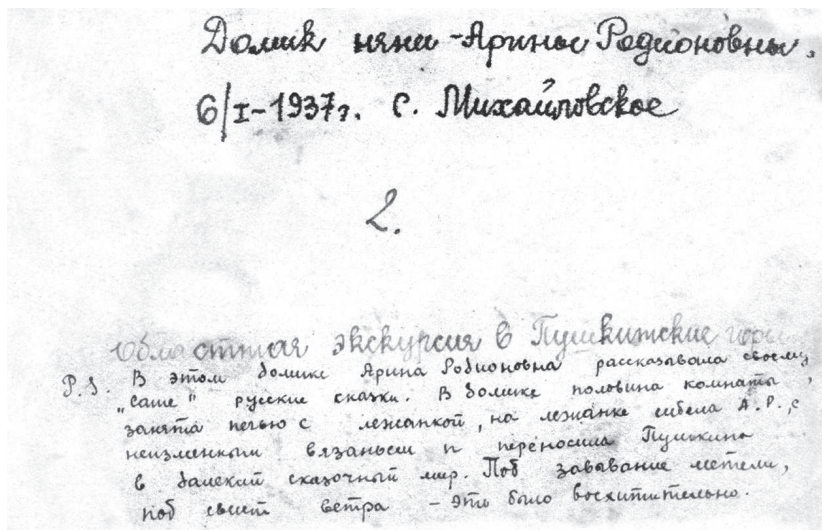 Домик няни - Арины Родионовны.
6/I-1937г. с. Михайловское
2.
Областная экскурсия в Пушкинские горы
P.S. В этом домике Арина Родионовна рассказывала своему
„Саше" русские сказки. В домике половина комнаты
занята печью с лежанкой, на лежанке сидела А.Р., с
неизменным вязаньем и переносила Пушкина
в далекий сказочный мир. Под завывание метели,
под свист ветра - это было восхитительно.